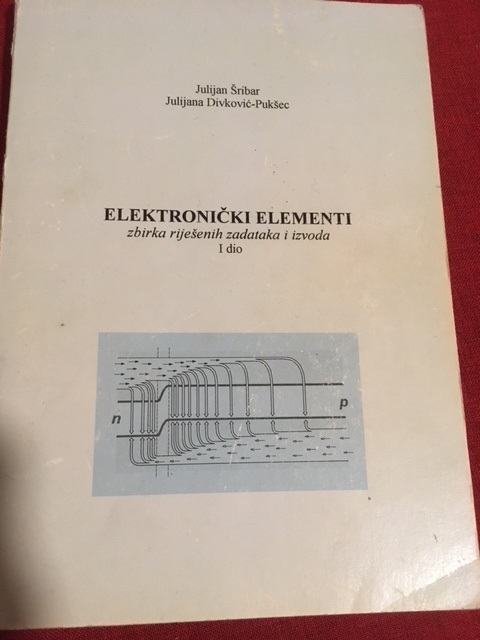 Julijan Šribar
Julijana Divković-Pukšec
ELEKTRONIČKI ELEMENTI
zbirka riješenih zadataka i izvoda
I dio
n
p